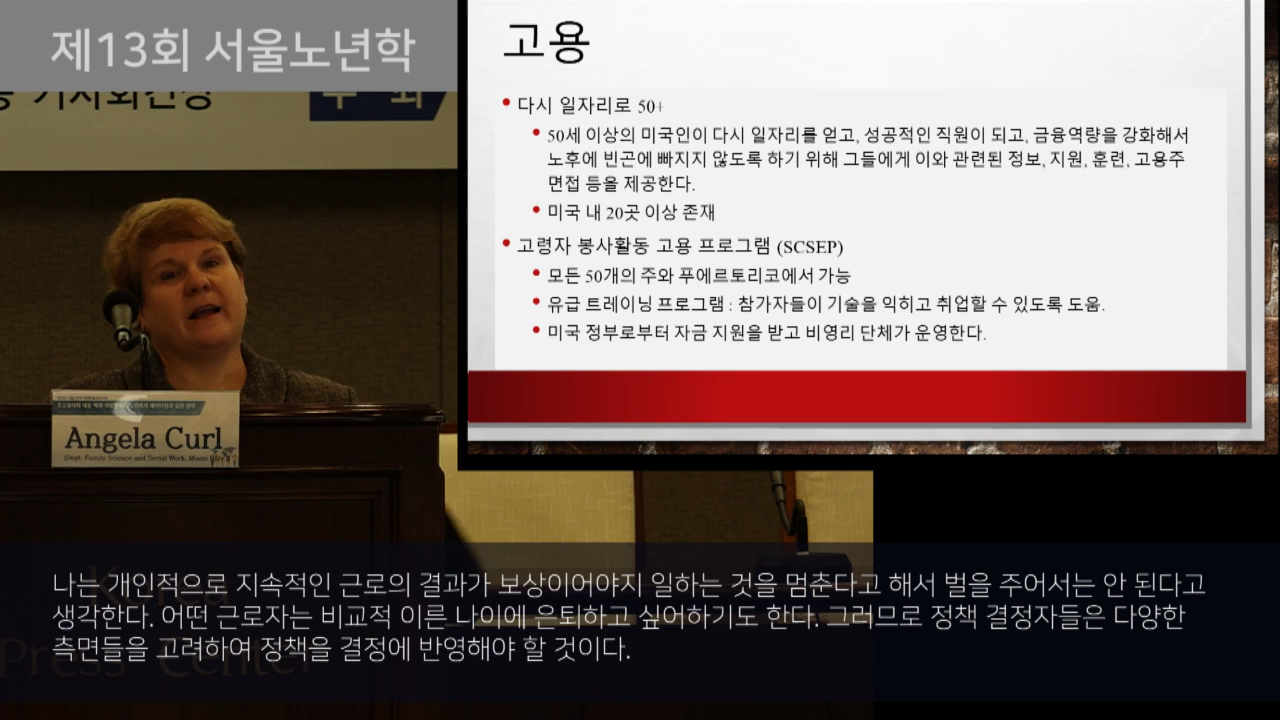 제13회 서울노년학
고용
다시 일자리로 50+
50세 이상의 미국인이 다시 일자리를 얻고, 성공적인 직원이 되고, 금융역량을 강화해서
노후에 빈곤에 빠지지 않도록 하기 위해 그들에게 이와 관련된 정보, 지원, 훈련, 고용주
면접 등을 제공한다.
미국 내 20곳 이상 존재
고령자 봉사활동 고용 프로그램 (SCSEP)
모든 50개의 주와 푸에르토리코에서 가능
유급 트레이닝 프로그램 : 참가자들이 기술을 익히고 취업할 수 있도록 도움.
미국 정부로부터 자금 지원을 받고 비영리 단체가 운영한다.
Angela Curl
(Dept. Family Science and Social Work, Miami
나는 개인적으로 지속적인 근로의 결과가 보상이어야지 일하는 것을 멈춘다고 해서 벌을 주어서는 안 된다고
생각한다. 어떤 근로자는 비교적 이른 나이에 은퇴하고 싶어하기도 한다. 그러므로 정책 결정자들은 다양한
측면들을 고려하여 정책을 결정에 반영해야 할 것이다.
Press Center